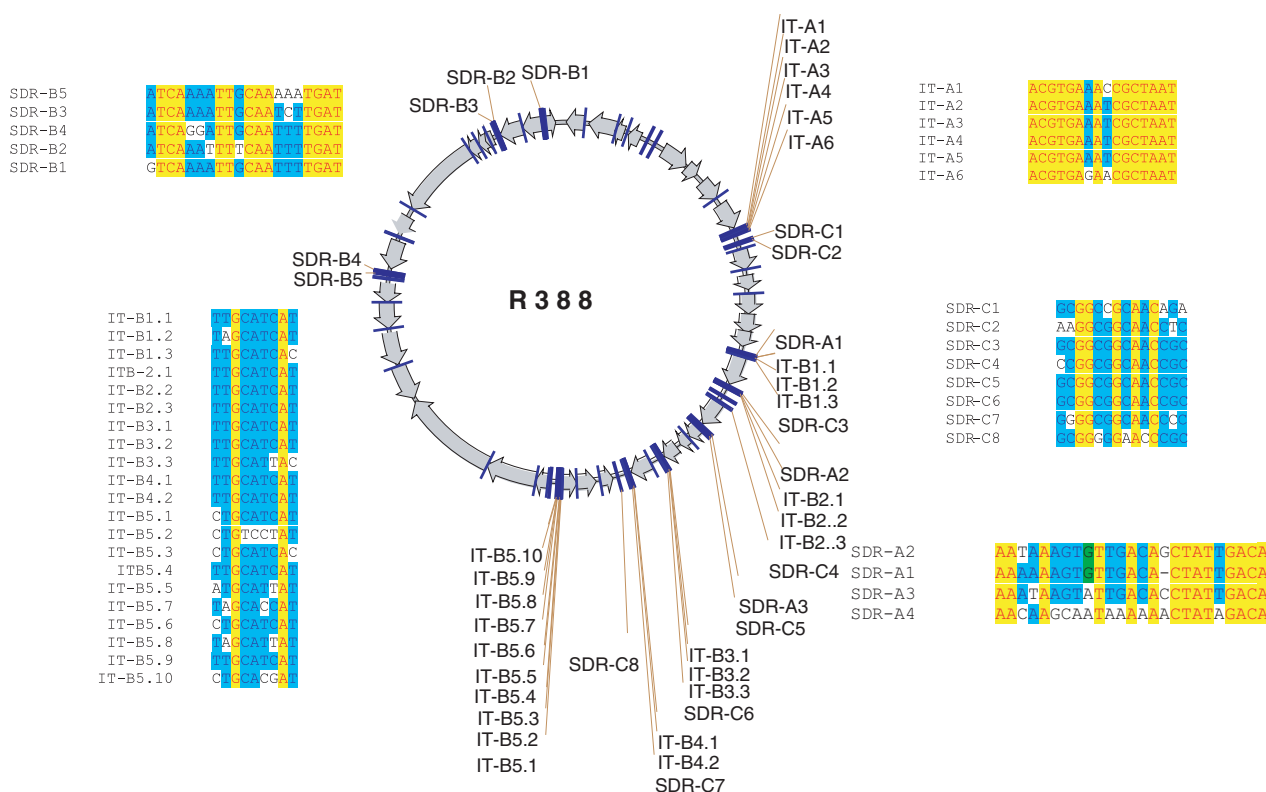 IT-A1
IT-A2
IT-A3
IT-A4
IT-A5
IT-A6
SDR-B2
SDR-B1
SDR-B3
SDR-B5 ATCAAAATTGCAAAAATGAT
SDR-B3 ATCAAAATTGCAATCTTGAT
SDR-B4 ATCAGGATTGCAATTTTGAT
SDR-B2 ATCAAATTTTCAATTTTGAT
SDR-B1 GTCAAAATTGCAATTTTGAT
IT-A1 ACGTGAAACCGCTAAT
IT-A2 ACGTGAAATCGCTAAT
IT-A3 ACGTGAAATCGCTAAT
IT-A4 ACGTGAAATCGCTAAT
IT-A5 ACGTGAAATCGCTAAT
IT-A6 ACGTGAGAACGCTAAT
SDR-C1
SDR-C2
SDR-B4
SDR-B5
R 3 8 8
IT-B1.1 TTGCATCAT
IT-B1.2 TAGCATCAT
IT-B1.3 TTGCATCAC
ITB-2.1 TTGCATCAT
IT-B2.2 TTGCATCAT
IT-B2.3 TTGCATCAT
IT-B3.1 TTGCATCAT
IT-B3.2 TTGCATCAT
IT-B3.3 TTGCATTAC
IT-B4.1 TTGCATCAT
IT-B4.2 TTGCATCAT
IT-B5.1 CTGCATCAT
IT-B5.2 CTGTCCTAT
IT-B5.3 CTGCATCAC
ITB5.4 TTGCATCAT
IT-B5.5 ATGCATTAT
IT-B5.7 TAGCACCAT
IT-B5.6 CTGCATCAT
IT-B5.8 TAGCATTAT
IT-B5.9 TTGCATCAT
IT-B5.10 CTGCACGAT
SDR-C1 GCGGCCGCAACAGA
SDR-C2 AAGGCGGCAACCTC
SDR-C3 GCGGCGGCAACCGC
SDR-C4 CCGGCGGCAACCGC
SDR-C5 GCGGCGGCAACCGC
SDR-C6 GCGGCGGCAACCGC
SDR-C7 GGGGCGGCAACCCC
SDR-C8 GCGGGGGAACCCGC
SDR-A1
IT-B1.1
IT-B1.2
IT-B1.3
SDR-C3
SDR-A2
IT-B2.1
IT-B2..2
IT-B2..3
SDR-C4
SDR-A3
SDR-C5
SDR-A2 AATAAAGTGTTGACAGCTATTGACA
SDR-A1 AAAAAAGTGTTGACA-CTATTGACA
SDR-A3 AAATAAGTATTGACACCTATTGACA
SDR-A4 AACAAGCAATAAAAAACTATAGACA
IT-B3.1
IT-B3.2
IT-B3.3
SDR-C6
IT-B4.1
IT-B4.2
SDR-C7
SDR-C8
IT-B5.10
IT-B5.9
IT-B5.8
IT-B5.7
IT-B5.6
IT-B5.5
IT-B5.4
IT-B5.3
IT-B5.2
IT-B5.1